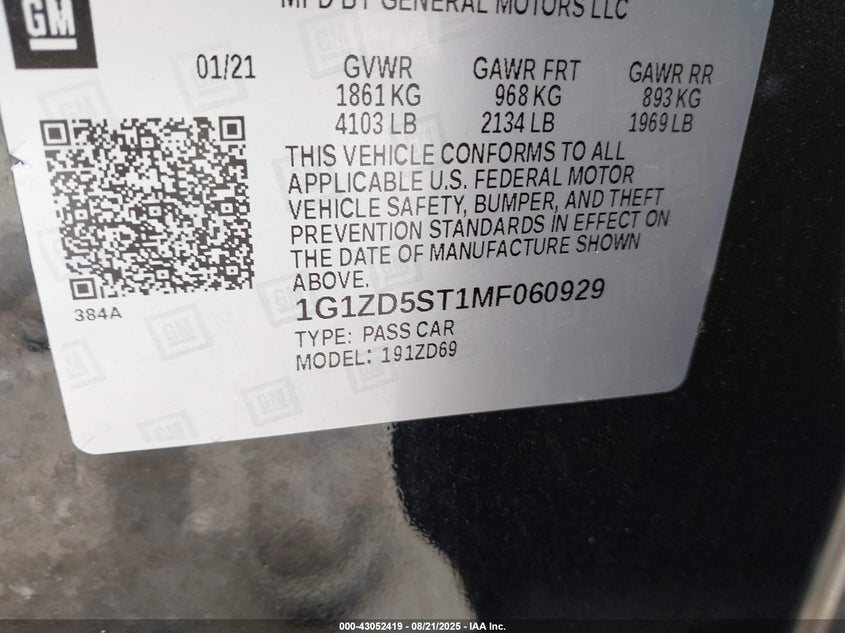 GM
MFD BY GENERAL MOTORS LLC
01/21 GVWR GAWR FRT GAWR RR
1861 KG 968 KG 893 KG
4103 LB 2134 LB 1969 LB
THIS VEHICLE CONFORMS TO ALL
APPLICABLE U.S. FEDERAL MOTOR
VEHICLE SAFETY, BUMPER, AND THEFT
PREVENTION STANDARDS IN EFFECT ON
THE DATE OF MANUFACTURE SHOWN
ABOVE.
384A
1G1ZD5ST1MF060929
TYPE: PASS CAR
MODEL: 191ZD69
000-43052419 - 08/21/2025 - IAA Inc.